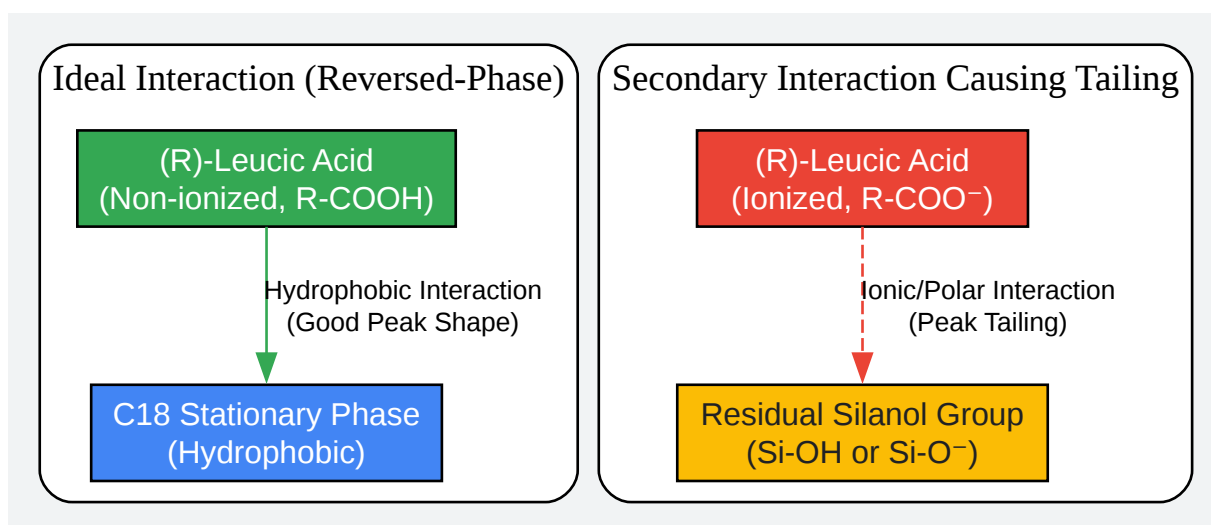 Ideal Interaction (Reversed-Phase)
(R)-Leucic Acid
(Non-ionized, R-COOH)
Hydrophobic Interaction
(Good Peak Shape)
C18 Stationary Phase
(Hydrophobic)
Secondary Interaction Causing Tailing
(R)-Leucic Acid
(Ionized, R-COO⁻)
Ionic/Polar Interaction
(Peak Tailing)
Residual Silanol Group
(Si-OH or Si-O⁻)